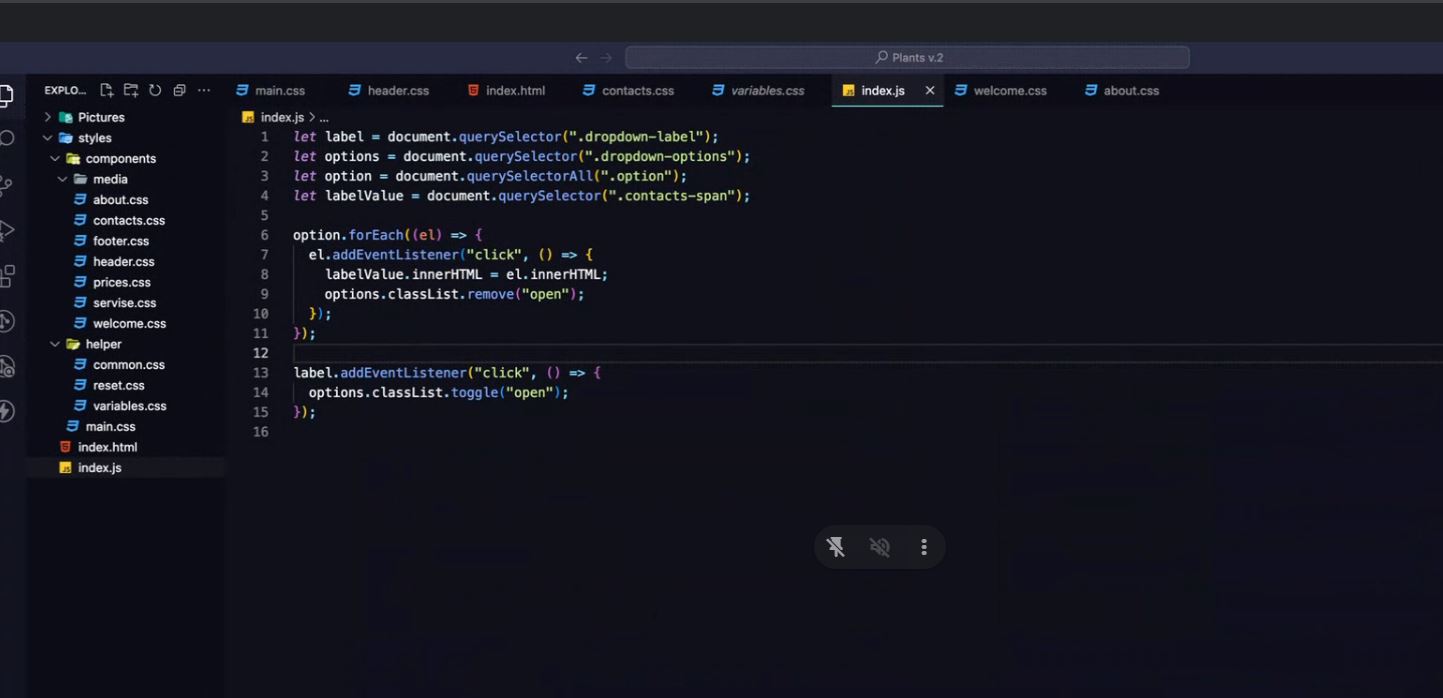 Plants v.2
EXPLO...
main.css
header.css
index.html
contacts.css
variables.css
index.js
welcome.css
about.css
Pictures
styles
components
media
about.css
contacts.css
footer.css
header.css
prices.css
servise.css
welcome.css
helper
common.css
reset.css
variables.css
main.css
index.html
index.js
index.js > ...
1 let label = document.querySelector(".dropdown-label");
2 let options = document.querySelector(".dropdown-options");
3 let option = document.querySelectorAll(".option");
4 let labelValue = document.querySelector(".contacts-span");
5
6 option.forEach((el) => {
7 el.addEventListener("click", () => {
8 labelValue.innerHTML = el.innerHTML;
9 options.classList.remove("open");
10 });
11 });
12
13 label.addEventListener("click", () => {
14 options.classList.toggle("open");
15 });
16